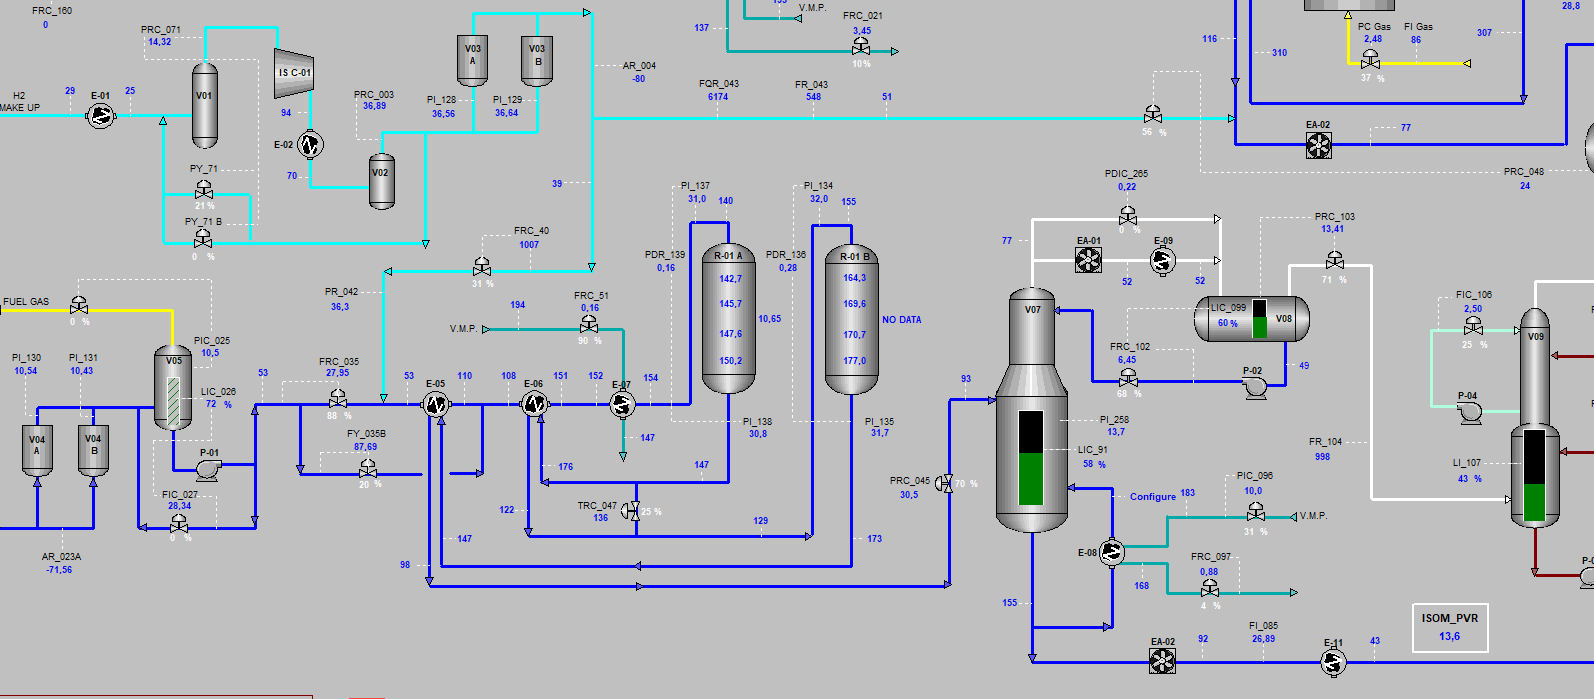 FRC_160
0
PRC_071
14,32
H2
MAKE UP
29
E-01
25
V01
IS C-01
94
E-02
70
PRC_003
36,89
V02
PY_71
21 %
PY_71 B
0 %
V03
A
V03
B
PI_128
36,56
PI_129
36,64
AR_004
-80
39
137
V.M.P.
FRC_021
3,45
10%
FQR_043
6174
FR_043
548
51
56 %
116
310
PC Gas
2,48
FI Gas
86
37 %
307
28,8
EA-02
77
PRC_048
24
FRC_40
1007
31 %
PR_042
36,3
FUEL GAS
0 %
PIC_025
10,5
V05
LIC_026
72 %
PI_130
10,54
PI_131
10,43
V04
A
V04
B
P-01
FIC_027
28,34
0 %
AR_023A
-71,56
53
FRC_035
27,95
88 %
FY_035B
87,69
20 %
53
E-05
110
108
E-06
151
152
E-07
154
V.M.P.
194
FRC_51
0,16
90 %
147
176
147
TRC_047
136
25 %
122
129
147
173
98
PI_137
31,0
140
PDR_139
0,16
R-01 A
142,7
145,7
147,6
150,2
10,65
PI_138
30,8
PI_134
32,0
155
PDR_136
0,28
R-01 B
164,3
169,6
170,7
177,0
NO DATA
PI_135
31,7
93
PRC_045
30,5
70 %
PDIC_265
0,22
0 %
77
EA-01
E-09
52
52
V07
PI_258
13,7
LIC_91
58 %
FRC_102
6,45
68 %
P-02
49
LIC_099
60 %
V08
PRC_103
13,41
71 %
FR_104
998
FIC_106
2,50
25 %
V09
P-04
LI_107
43 %
Configure
183
PIC_096
10,0
31 %
V.M.P.
E-08
168
FRC_097
0,88
4 %
155
EA-02
92
FI_085
26,89
E-11
43
ISOM_PVR
13,6